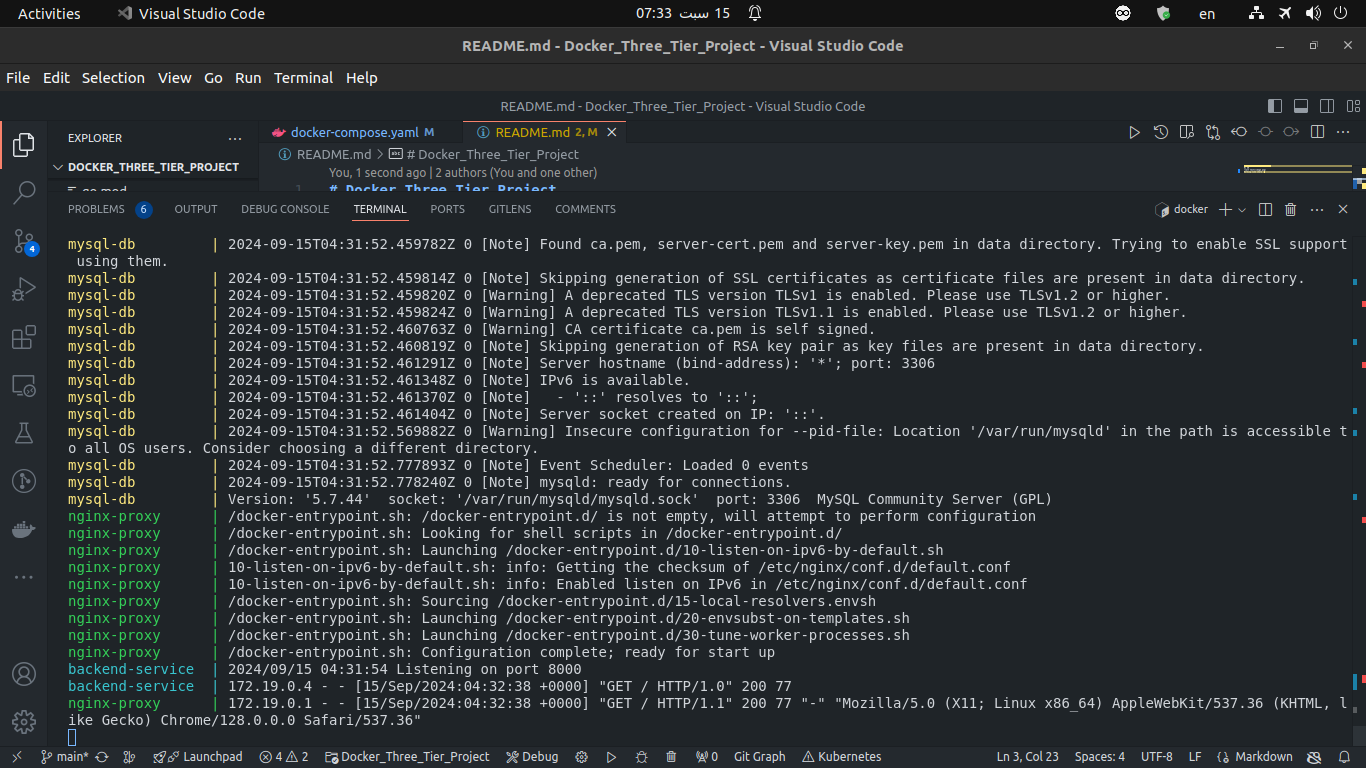 Activities Visual Studio Code 07:33 15 سبت en
README.md - Docker_Three_Tier_Project - Visual Studio Code
File Edit Selection View Go Run Terminal Help
README.md - Docker_Three_Tier_Project - Visual Studio Code
EXPLORER ··· docker-compose.yaml M README.md 2, M
DOCKER_THREE_TIER_PROJECT README.md > # Docker_Three_Tier_Project
You, 1 second ago | 2 authors (You and one other)
go.mod 1 # Docker_Three_Tier_Project
PROBLEMS 6 OUTPUT DEBUG CONSOLE TERMINAL PORTS GITLENS COMMENTS docker
mysql-db | 2024-09-15T04:31:52.459782Z 0 [Note] Found ca.pem, server-cert.pem and server-key.pem in data directory. Trying to enable SSL support
using them.
mysql-db | 2024-09-15T04:31:52.459814Z 0 [Note] Skipping generation of SSL certificates as certificate files are present in data directory.
mysql-db | 2024-09-15T04:31:52.459820Z 0 [Warning] A deprecated TLS version TLSv1 is enabled. Please use TLSv1.2 or higher.
mysql-db | 2024-09-15T04:31:52.459824Z 0 [Warning] A deprecated TLS version TLSv1.1 is enabled. Please use TLSv1.2 or higher.
mysql-db | 2024-09-15T04:31:52.460763Z 0 [Warning] CA certificate ca.pem is self signed.
mysql-db | 2024-09-15T04:31:52.460819Z 0 [Note] Skipping generation of RSA key pair as key files are present in data directory.
mysql-db | 2024-09-15T04:31:52.461291Z 0 [Note] Server hostname (bind-address): '*'; port: 3306
mysql-db | 2024-09-15T04:31:52.461348Z 0 [Note] IPv6 is available.
mysql-db | 2024-09-15T04:31:52.461370Z 0 [Note]   - '::' resolves to '::';
mysql-db | 2024-09-15T04:31:52.461404Z 0 [Note] Server socket created on IP: '::'.
mysql-db | 2024-09-15T04:31:52.569882Z 0 [Warning] Insecure configuration for --pid-file: Location '/var/run/mysqld' in the path is accessible t
o all OS users. Consider choosing a different directory.
mysql-db | 2024-09-15T04:31:52.777893Z 0 [Note] Event Scheduler: Loaded 0 events
mysql-db | 2024-09-15T04:31:52.778240Z 0 [Note] mysqld: ready for connections.
mysql-db | Version: '5.7.44'  socket: '/var/run/mysqld/mysqld.sock'  port: 3306  MySQL Community Server (GPL)
nginx-proxy | /docker-entrypoint.sh: /docker-entrypoint.d/ is not empty, will attempt to perform configuration
nginx-proxy | /docker-entrypoint.sh: Looking for shell scripts in /docker-entrypoint.d/
nginx-proxy | /docker-entrypoint.sh: Launching /docker-entrypoint.d/10-listen-on-ipv6-by-default.sh
nginx-proxy | 10-listen-on-ipv6-by-default.sh: info: Getting the checksum of /etc/nginx/conf.d/default.conf
nginx-proxy | 10-listen-on-ipv6-by-default.sh: info: Enabled listen on IPv6 in /etc/nginx/conf.d/default.conf
nginx-proxy | /docker-entrypoint.sh: Sourcing /docker-entrypoint.d/15-local-resolvers.envsh
nginx-proxy | /docker-entrypoint.sh: Launching /docker-entrypoint.d/20-envsubst-on-templates.sh
nginx-proxy | /docker-entrypoint.sh: Launching /docker-entrypoint.d/30-tune-worker-processes.sh
nginx-proxy | /docker-entrypoint.sh: Configuration complete; ready for start up
backend-service | 2024/09/15 04:31:54 Listening on port 8000
backend-service | 172.19.0.4 - - [15/Sep/2024:04:32:38 +0000] "GET / HTTP/1.0" 200 77
nginx-proxy | 172.19.0.1 - - [15/Sep/2024:04:32:38 +0000] "GET / HTTP/1.1" 200 77 "-" "Mozilla/5.0 (X11; Linux x86_64) AppleWebKit/537.36 (KHTML, l
ike Gecko) Chrome/128.0.0.0 Safari/537.36"
4
main* Launchpad 4 2 Docker_Three_Tier_Project Debug 0 Git Graph Kubernetes Ln 3, Col 23 Spaces: 4 UTF-8 LF Markdown